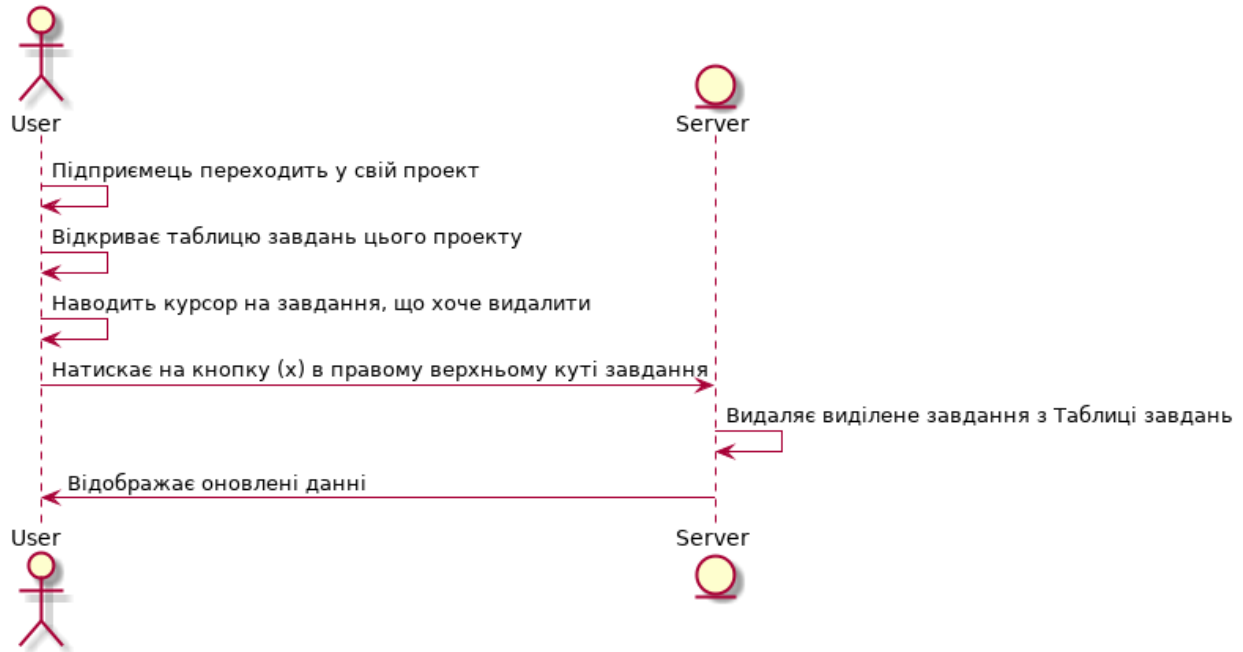 User
Server
Підприємець переходить у свій проект
Відкриває таблицю завдань цього проекту
Наводить курсор на завдання, що хоче видалити
Натискає на кнопку (x) в правому верхньому куті завдання
Видаляє виділене завдання з Таблиці завдань
Відображає оновлені данні
User
Server